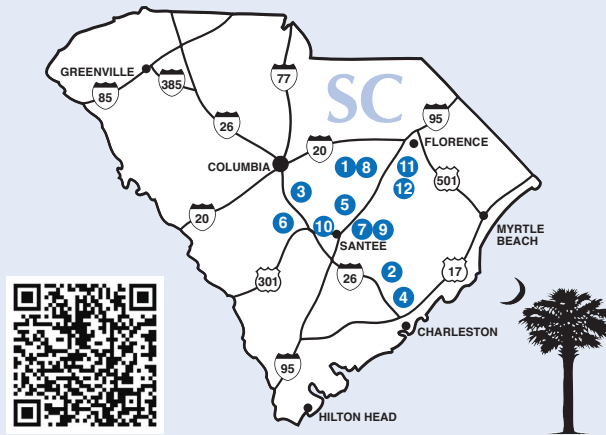 SC
GREENVILLE
85
385
26
77
95
20
FLORENCE
COLUMBIA
1 8
11
501
12
3
5
20
6
10
7 9
MYRTLE
BEACH
SANTEE
301
26
2
17
4
CHARLESTON
95
HILTON HEAD